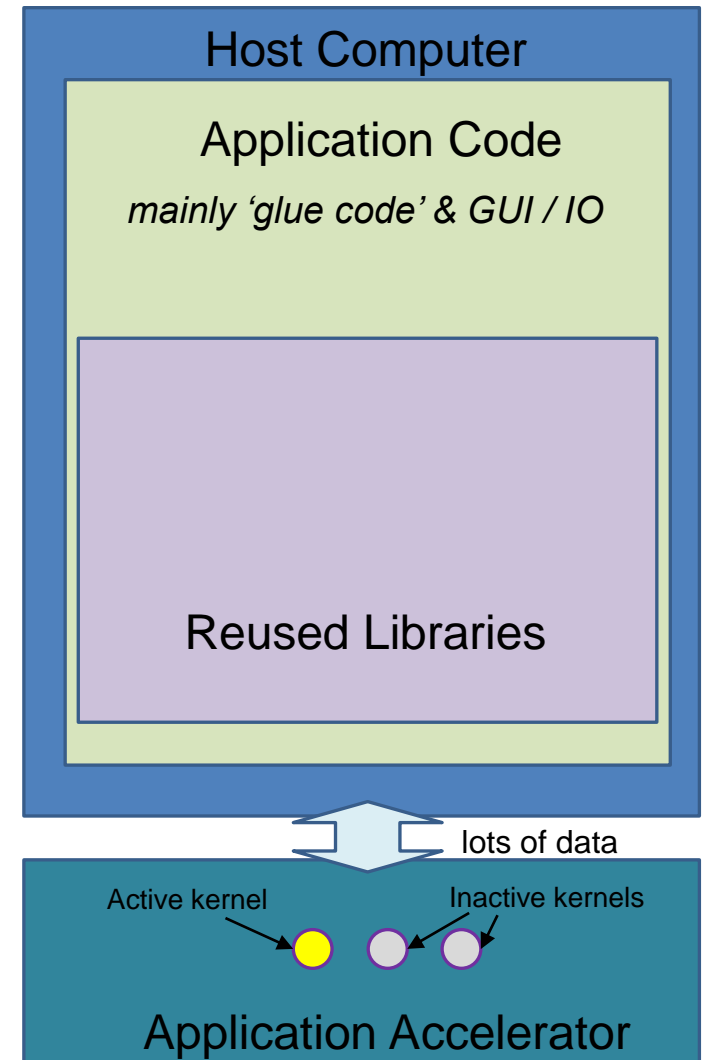 Host Computer
Application Code
mainly ‘glue code’ & GUI / IO
Reused Libraries
lots of data
Active kernel
Inactive kernels
Application Accelerator